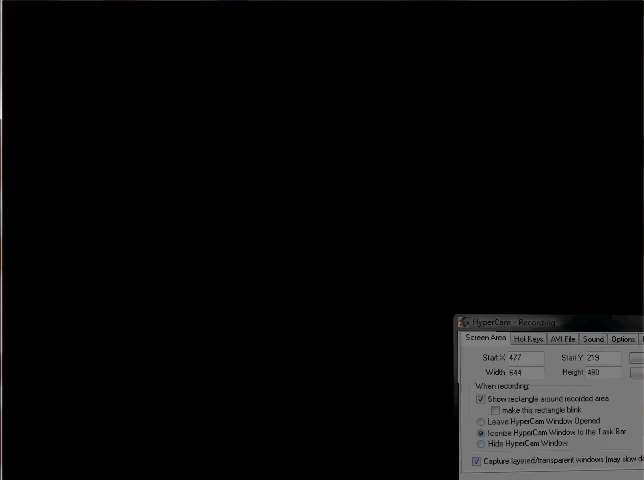 HyperCam - Recording
Screen Area Hot Keys AVI File Sound Options
Start X 477 Start Y 219
Width 644 Height 480
When recording:
Show rectangle around recorded area
make this rectangle blink
Leave HyperCam Window Opened
Iconize HyperCam Window to the Task Bar
Hide HyperCam Window
Capture layered/transparent windows (may slow